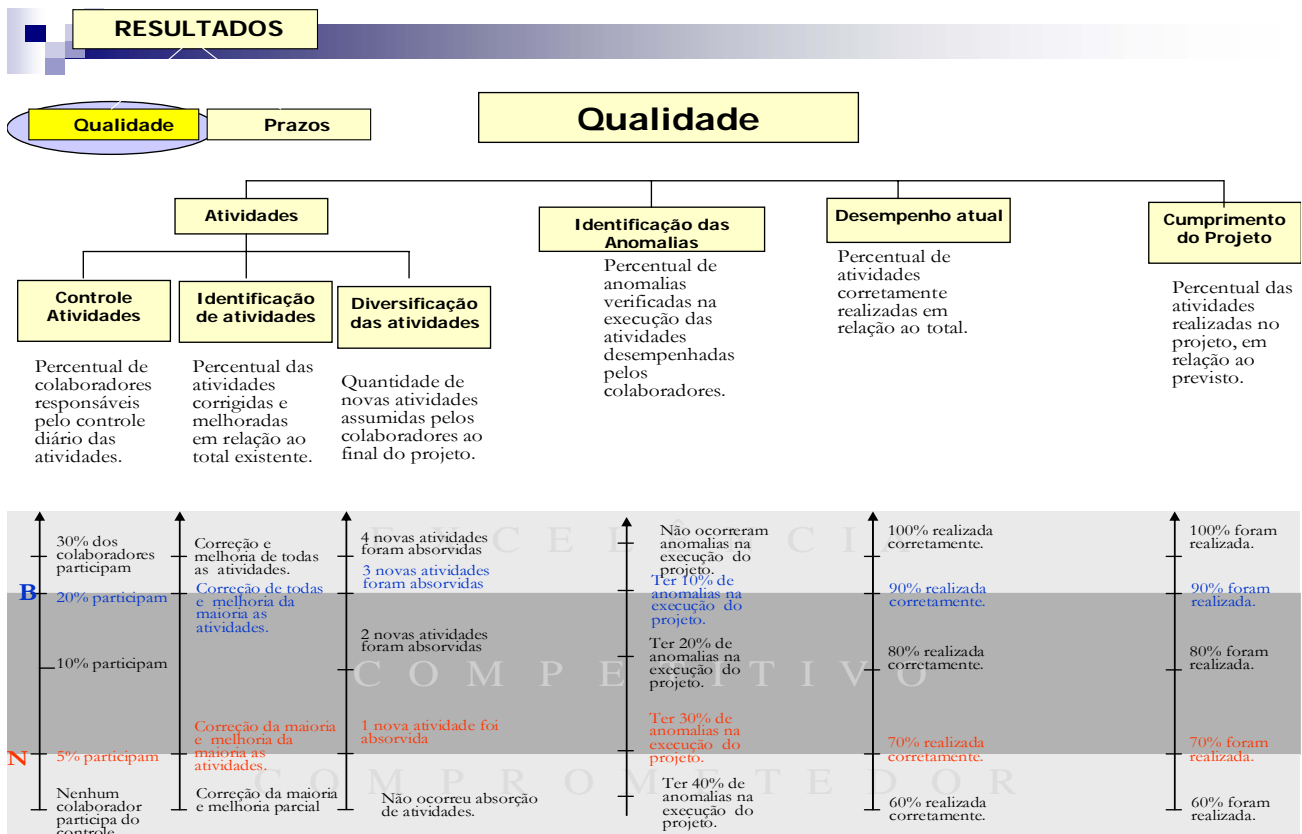 RESULTADOS
Qualidade
Prazos
Qualidade
Atividades
Identificação das
Anomalias
Desempenho atual
Cumprimento
do Projeto
Controle
Atividades
Identificação
de atividades
Diversificação
das atividades
Percentual de
colaboradores
responsáveis
pelo controle
diário das
atividades.
Percentual das
atividades
corrigidas e
melhoradas
em relação ao
total existente.
Quantidade de
novas atividades
assumidas pelos
colaboradores ao
final do projeto.
Percentual de
anomalias
verificadas na
execução das
atividades
desempenhadas
pelos
colaboradores.
Percentual de
atividades
corretamente
realizadas em
relação ao total.
Percentual das
atividades
realizadas no
projeto, em
relação ao
previsto.
EXCELÊNCIA
COMPETITIVO
COMPROMETEDOR
B
N
30% dos
colaboradores
participam
20% participam
10% participam
5% participam
Nenhum
colaborador
participa do
controle
Correção e
melhoria de todas
as atividades.
Correção de todas
e melhoria da
maioria as
atividades.
Correção da maioria
e melhoria da
maioria as
atividades.
Correção da maioria
e melhoria parcial
4 novas atividades
foram absorvidas
3 novas atividades
foram absorvidas
2 novas atividades
foram absorvidas
1 nova atividade foi
absorvida
Não ocorreu absorção
de atividades.
Não ocorreram
anomalias na
execução do
projeto.
Ter 10% de
anomalias na
execução do
projeto.
Ter 20% de
anomalias na
execução do
projeto.
Ter 30% de
anomalias na
execução do
projeto.
Ter 40% de
anomalias na
execução do
projeto.
100% realizada
corretamente.
90% realizada
corretamente.
80% realizada
corretamente.
70% realizada
corretamente.
60% realizada
corretamente.
100% foram
realizada.
90% foram
realizada.
80% foram
realizada.
70% foram
realizada.
60% foram
realizada.